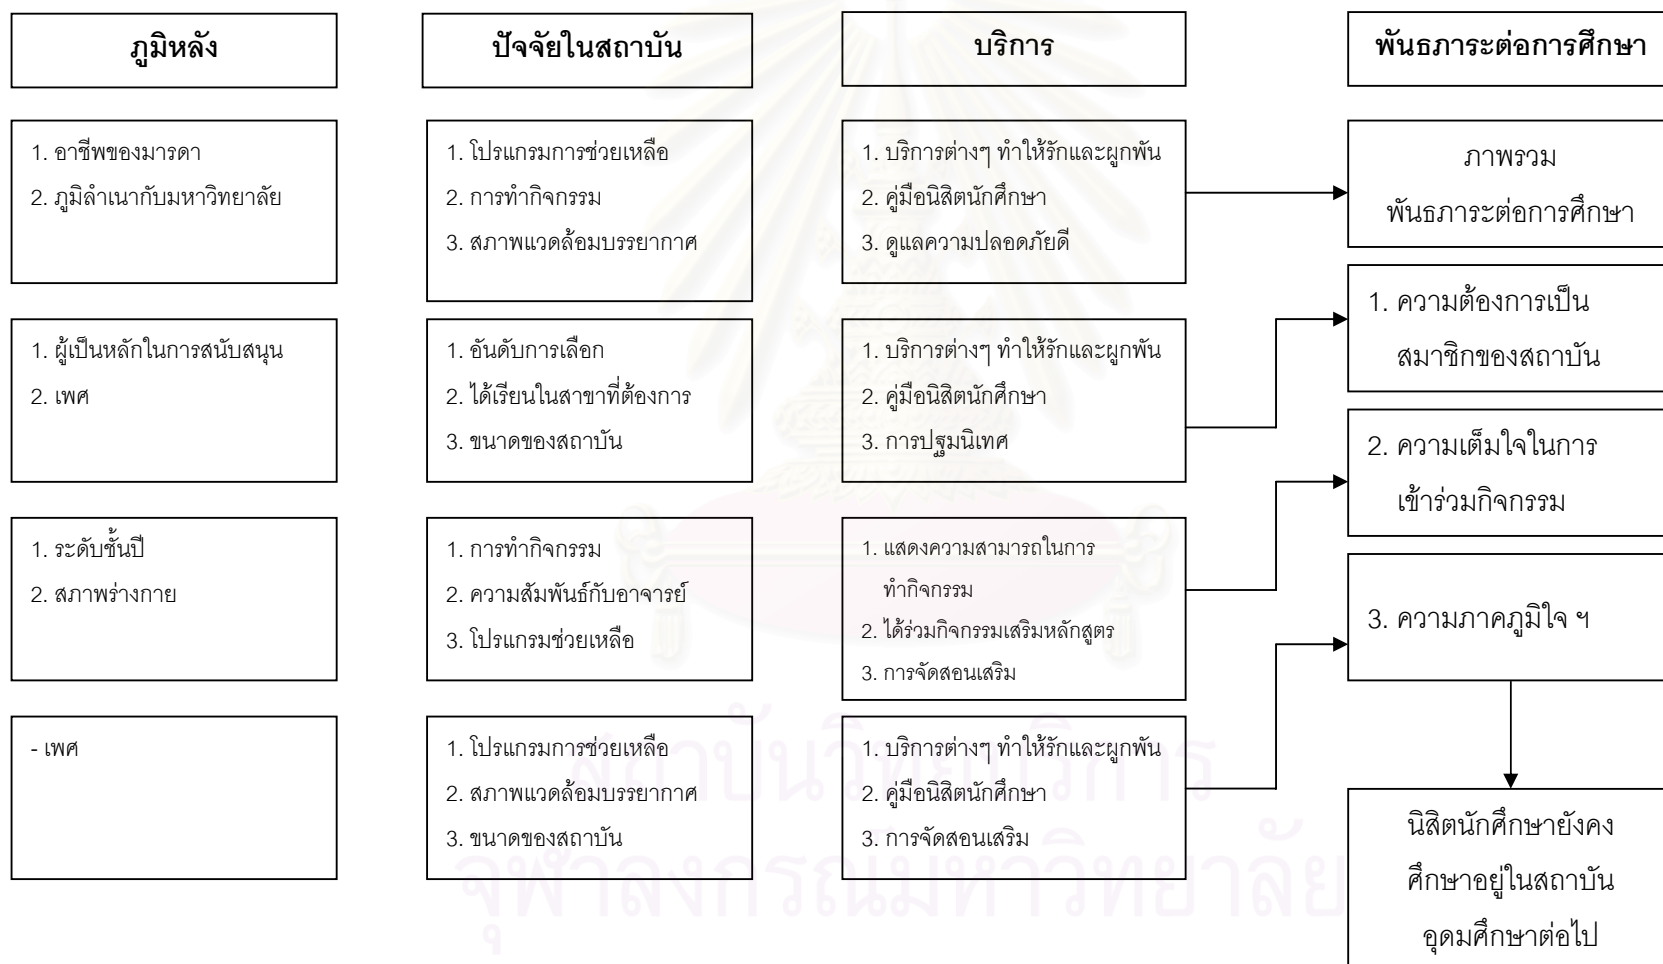 ภูมิหลัง
ปัจจัยในสถาบัน
บริการ
พันธภาระต่อการศึกษา
1. อาชีพของมารดา
2. ภูมิลำเนากับมหาวิทยาลัย
1. โปรแกรมการช่วยเหลือ
2. การทำกิจกรรม
3. สภาพแวดล้อมบรรยากาศ
1. บริการต่างๆ ทำให้รักและผูกพัน
2. คู่มือนิสิตนักศึกษา
3. ดูแลความปลอดภัยดี
ภาพรวม
พันธภาระต่อการศึกษา
1. ผู้เป็นหลักในการสนับสนุน
2. เพศ
1. อันดับการเลือก
2. ได้เรียนในสาขาที่ต้องการ
3. ขนาดของสถาบัน
1. บริการต่างๆ ทำให้รักและผูกพัน
2. คู่มือนิสิตนักศึกษา
3. การปฐมนิเทศ
1. ความต้องการเป็น
สมาชิกของสถาบัน
2. ความเต็มใจในการ
เข้าร่วมกิจกรรม
1. ระดับชั้นปี
2. สภาพร่างกาย
1. การทำกิจกรรม
2. ความสัมพันธ์กับอาจารย์
3. โปรแกรมช่วยเหลือ
1. แสดงความสามารถในการ
ทำกิจกรรม
2. ได้ร่วมกิจกรรมเสริมหลักสูตร
3. การจัดสอนเสริม
3. ความภาคภูมิใจ ฯ
- เพศ
1. โปรแกรมการช่วยเหลือ
2. สภาพแวดล้อมบรรยากาศ
3. ขนาดของสถาบัน
1. บริการต่างๆ ทำให้รักและผูกพัน
2. คู่มือนิสิตนักศึกษา
3. การจัดสอนเสริม
นิสิตนักศึกษายังคง
ศึกษาอยู่ในสถาบัน
อุดมศึกษาต่อไป
สถาบันวิทยบริการ
จุฬาลงกรณ์มหาวิทยาลัย